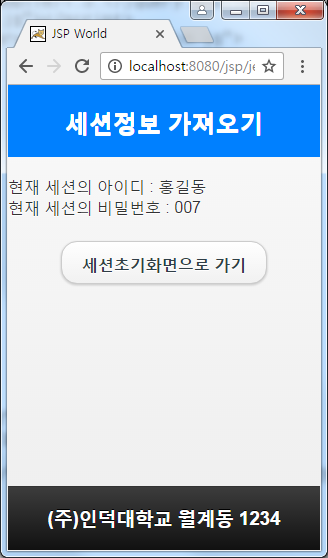 JSP World
localhost:8080/jsp/je
세션정보 가져오기
현재 세션의 아이디 : 홍길동
현재 세션의 비밀번호 : 007
세션초기화면으로 가기
(주)인덕대학교 월계동 1234